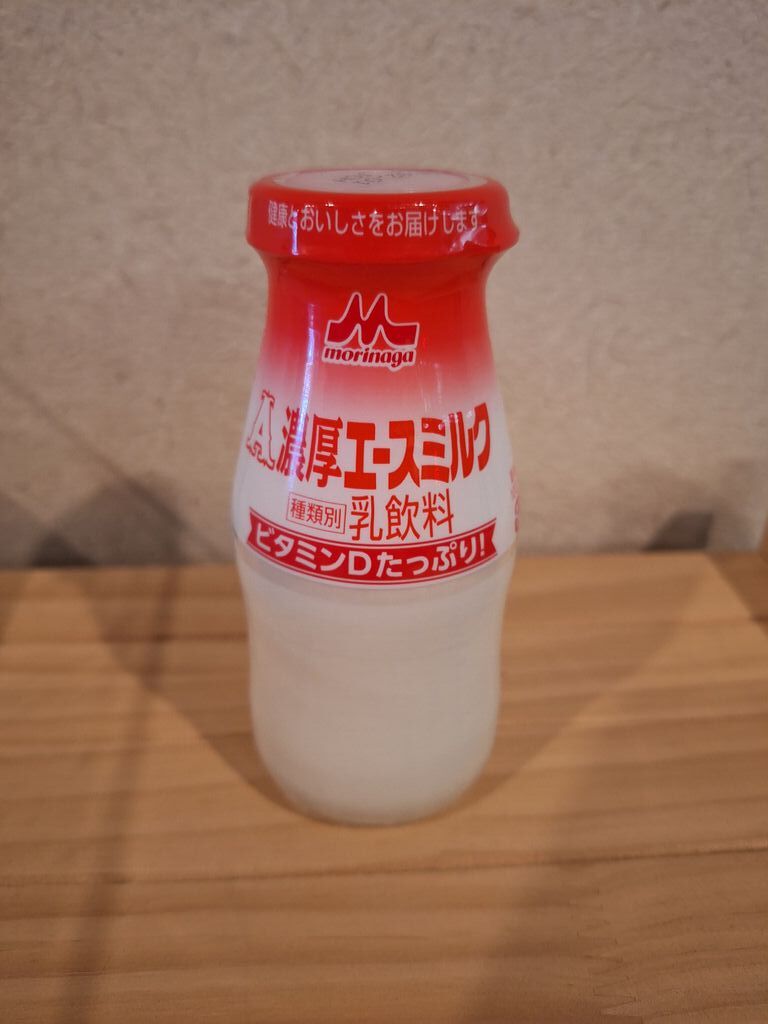 健康とおいしさをお届けします。
morinaga
A濃厚エースミルク
種類別 乳飲料
ビタミンDたっぷり!